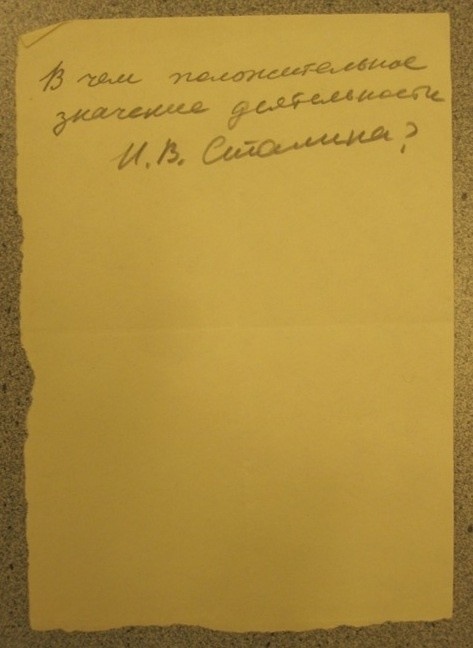 В чем положительное
значение деятельности
И. В. Сталина?